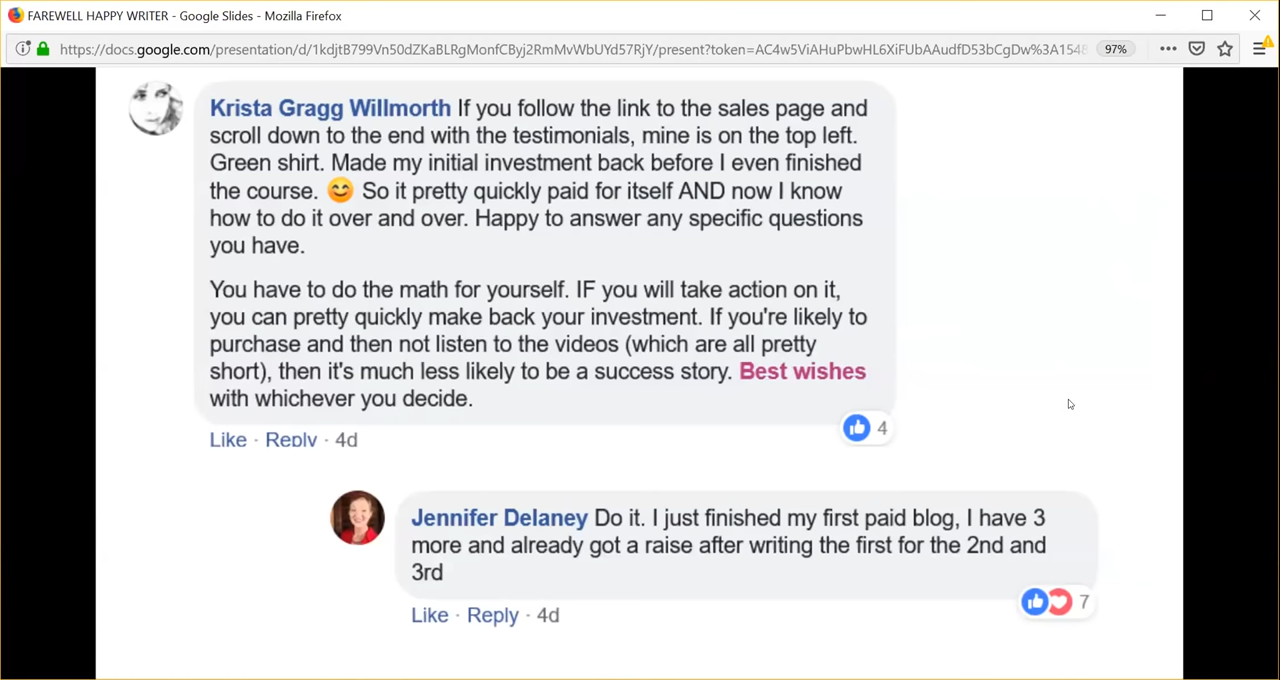 FAREWELL HAPPY WRITER - Google Slides - Mozilla Firefox
https://docs.google.com/presentation/d/1kdjtB799Vn50dZKaBLRgMonfCByj2RmMvWbUYd57RjY/present?token=AC4w5ViAHuPbwHL6XiFUbAAudfD53bCgDw%3A1548 97%
Krista Gragg Willmorth If you follow the link to the sales page and
scroll down to the end with the testimonials, mine is on the top left.
Green shirt. Made my initial investment back before I even finished
the course. 😊 So it pretty quickly paid for itself AND now I know
how to do it over and over. Happy to answer any specific questions
you have.
You have to do the math for yourself. IF you will take action on it,
you can pretty quickly make back your investment. If you're likely to
purchase and then not listen to the videos (which are all pretty
short), then it's much less likely to be a success story. Best wishes
with whichever you decide.
4
Like · Reply · 4d
Jennifer Delaney Do it. I just finished my first paid blog, I have 3
more and already got a raise after writing the first for the 2nd and
3rd
7
Like · Reply · 4d